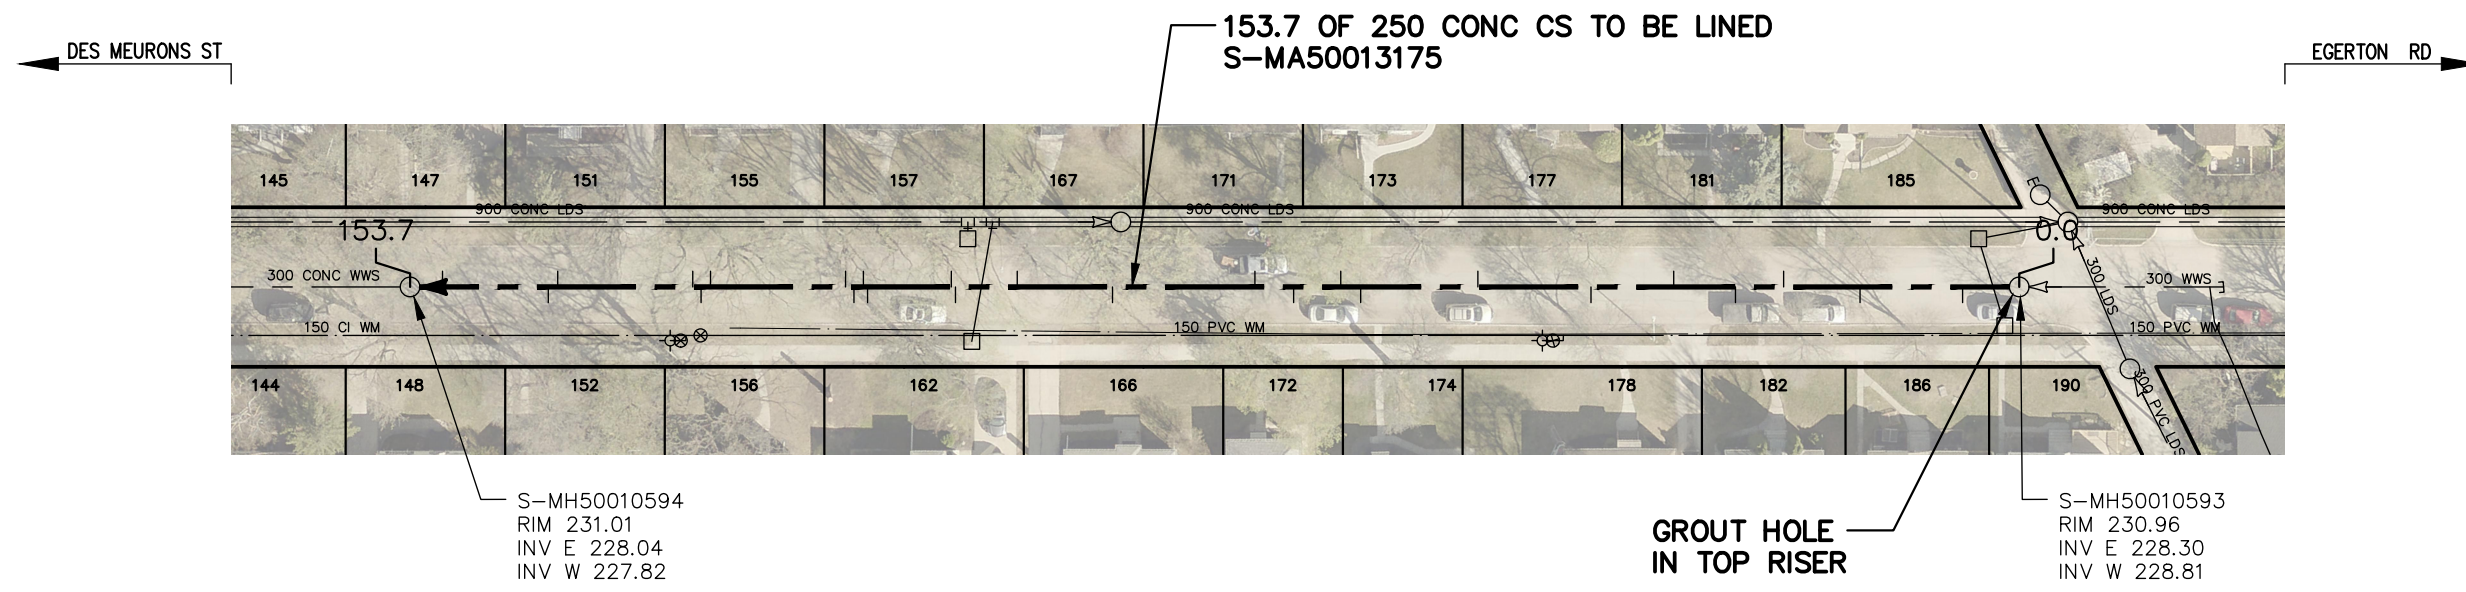 153.7 OF 250 CONC CS TO BE LINED
S-MA50013175
DES MEURONS ST
EGERTON RD
145
147
151
155
157
167
171
173
177
181
185
E
900 CONC LDS
900 CONC LDS
900 CONC LDS
153.7
0.0
300 CONC WWS
300 LDS
300 WWS
150 CI WM
150 PVC WM
150 PVC WM
144
148
152
156
162
166
172
174
178
182
186
190
300 PVC LDS
S-MH50010594
RIM 231.01
INV E 228.04
INV W 227.82
GROUT HOLE
IN TOP RISER
S-MH50010593
RIM 230.96
INV E 228.30
INV W 228.81